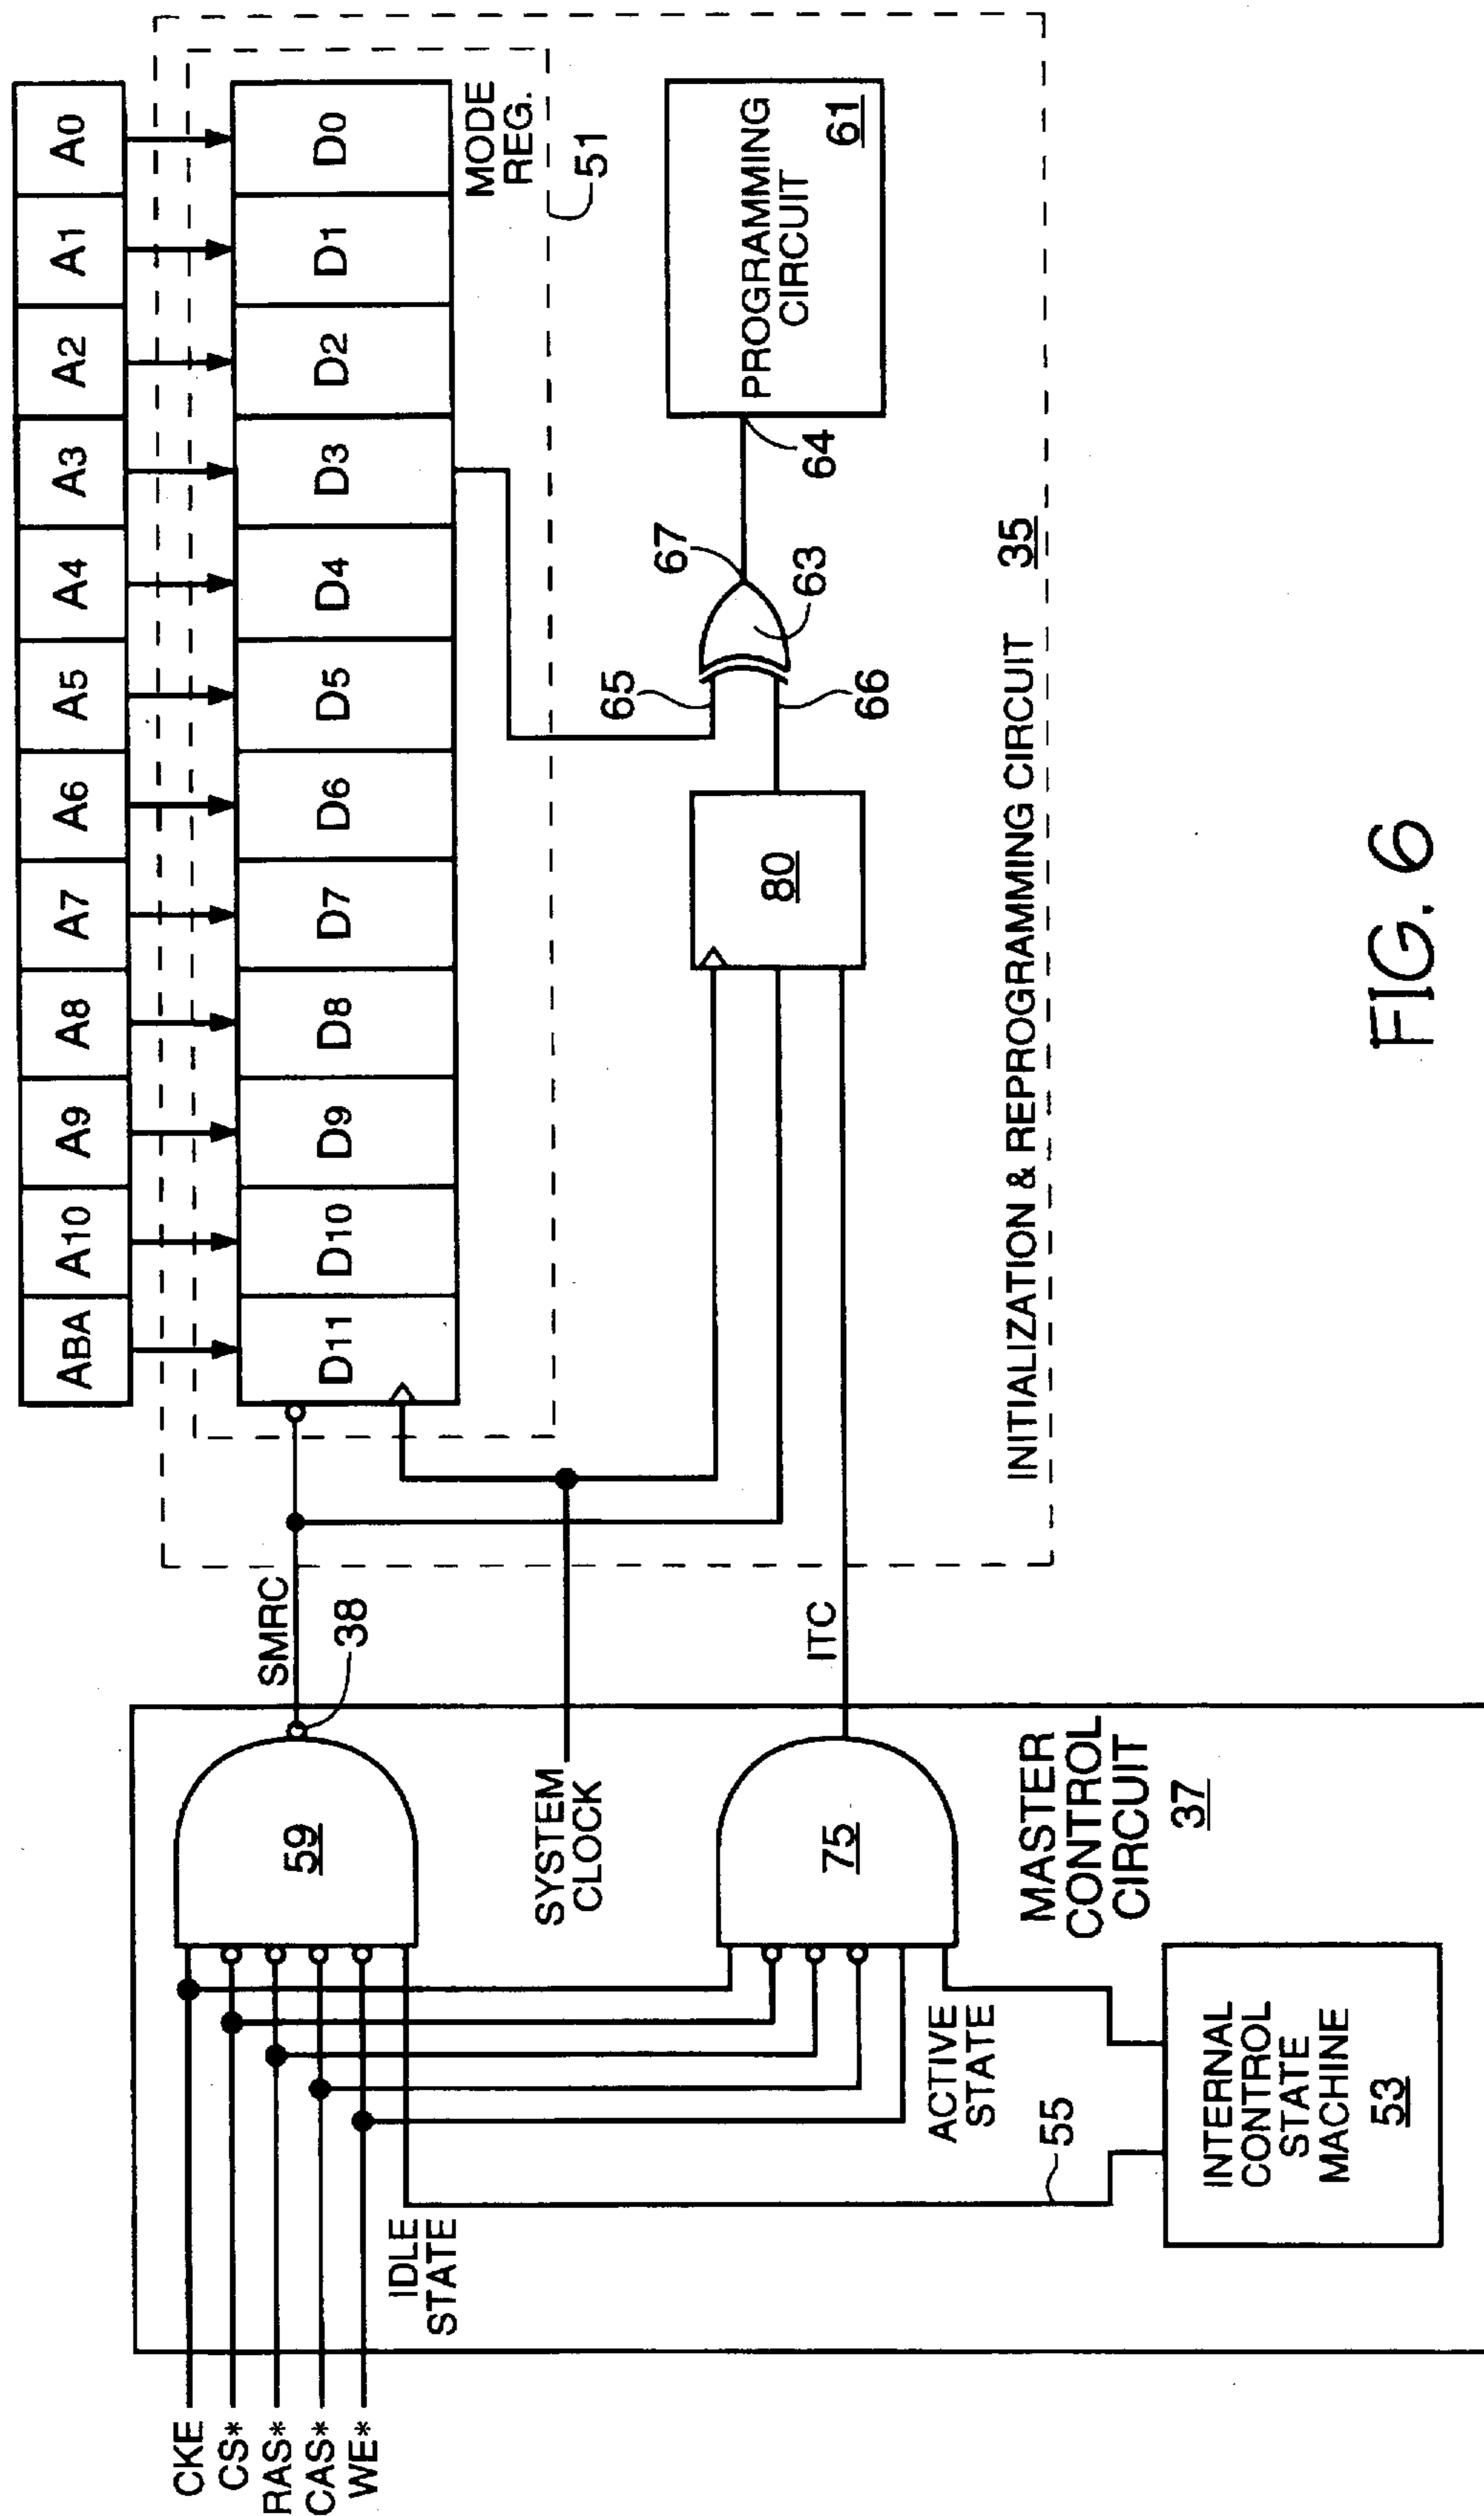 ABA A10 A9 A8 A7 A6 A5 A4 A3 A2 A1 A0
D11 D10 D9 D8 D7 D6 D5 D4 D3 D2 D1 D0
MODE
REG.
51
CKE
CS*
RAS*
CAS*
WE*
IDLE
STATE
59
38
SMRC
SYSTEM
CLOCK
75
ITC
ACTIVE
STATE
55
MASTER
CONTROL
CIRCUIT
37
INTERNAL
CONTROL
STATE
MACHINE
53
80
65
66
67
63
64
PROGRAMMING
CIRCUIT
61
INITIALIZATION & REPROGRAMMING CIRCUIT 35
FIG. 6